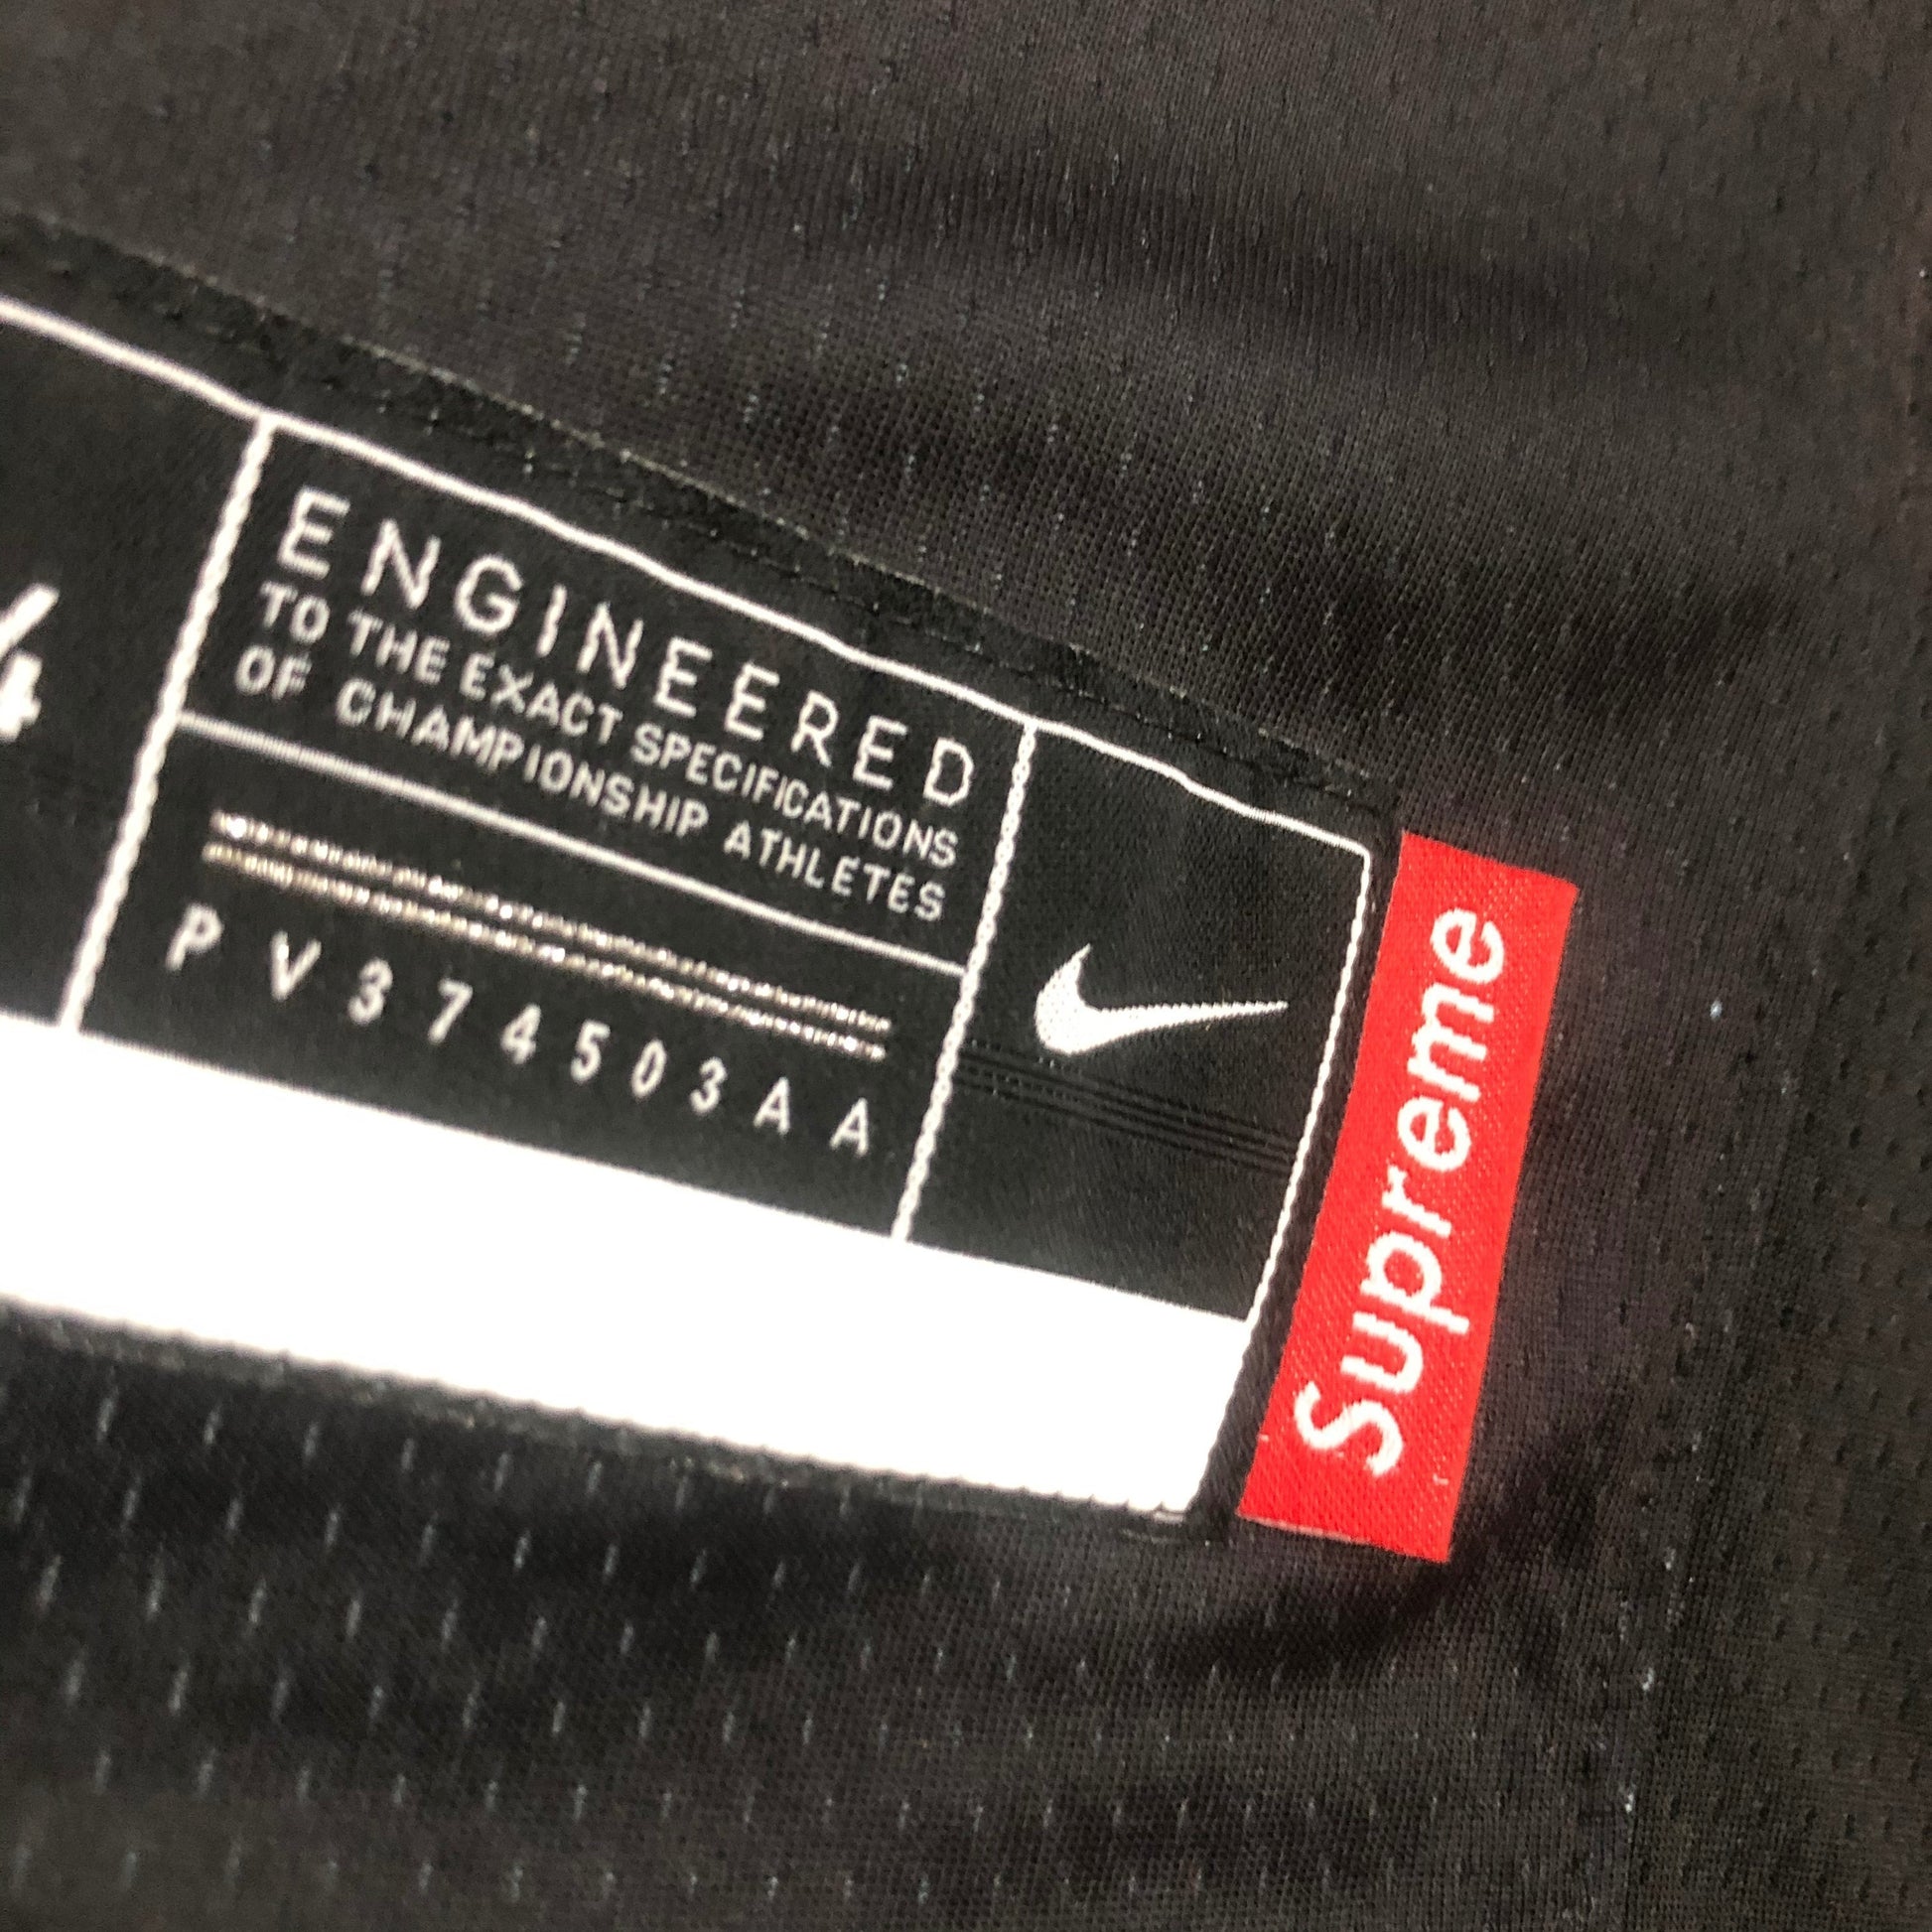 ENGINEERED
TO THE EXACT SPECIFICATIONS
OF CHAMPIONSHIP ATHLETES
PV374503AA
Supreme